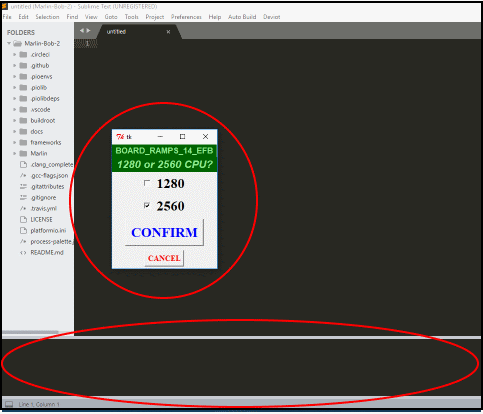 untitled (Marlin-Bob-2) - Sublime Text (UNREGISTERED)
File Edit Selection Find View Goto Tools Project Preferences Help Auto Build Deviot
FOLDERS
Marlin-Bob-2
.circleci
.github
.pioenvs
.piolib
.piolibdeps
.vscode
buildroot
docs
frameworks
Marlin
.clang_complete
.gcc-flags.json
.gitattributes
.gitignore
.travis.yml
LICENSE
platformio.ini
process-palette.
README.md
untitled
1
tk
BOARD_RAMPS_14_EFB
1280 or 2560 CPU?
1280
2560
CONFIRM
CANCEL
Line 1, Column 1